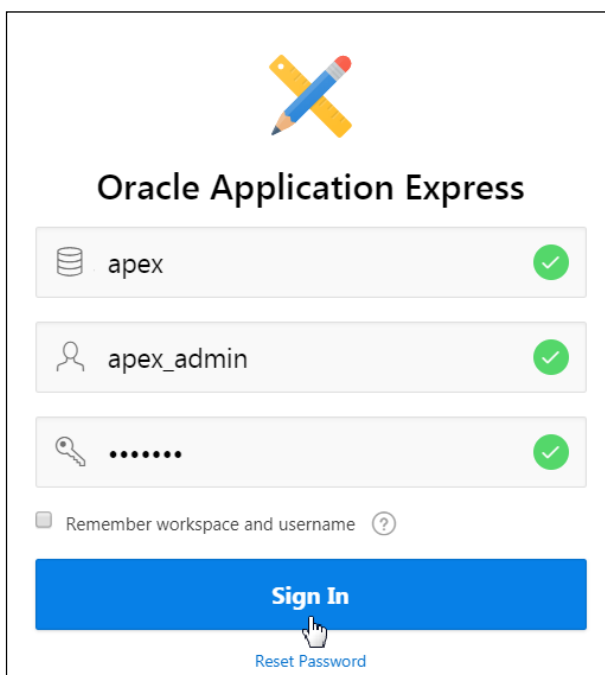 Oracle Application Express
apex
apex_admin
•••••••
Remember workspace and username ?
Sign In
Reset Password